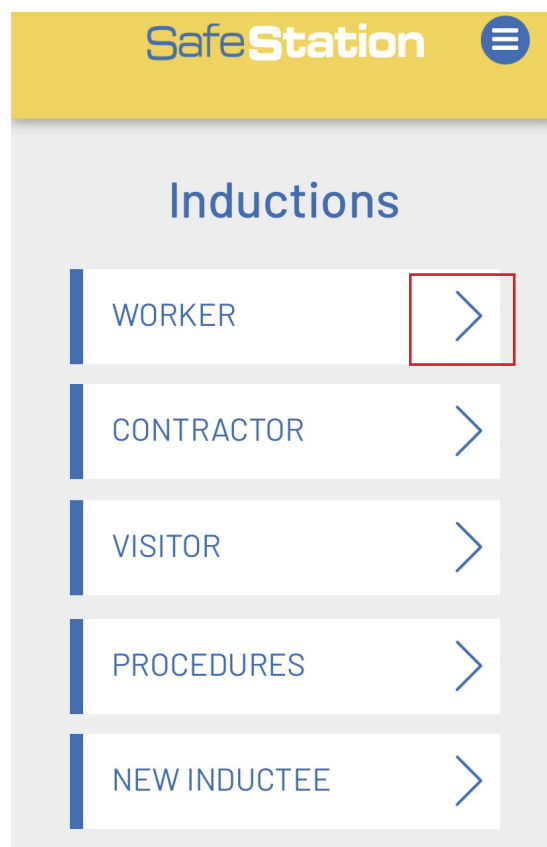 SafeStation
Inductions
WORKER
CONTRACTOR
VISITOR
PROCEDURES
NEW INDUCTEE